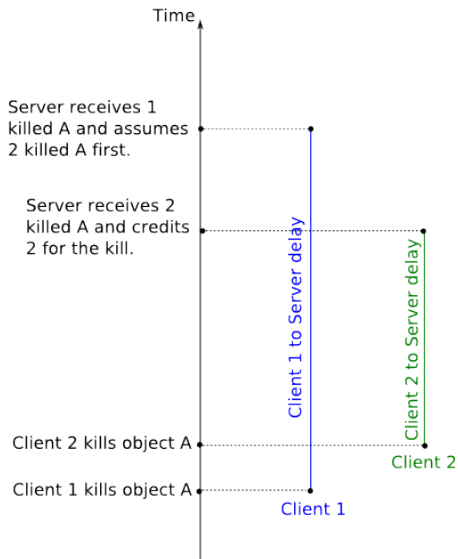 Time
Server receives 1
killed A and assumes
2 killed A first.
Server receives 2
killed A and credits
2 for the kill.
Client 1 to Server delay
Client 2 to Server delay
Client 2 kills object A
Client 2
Client 1 kills object A
Client 1